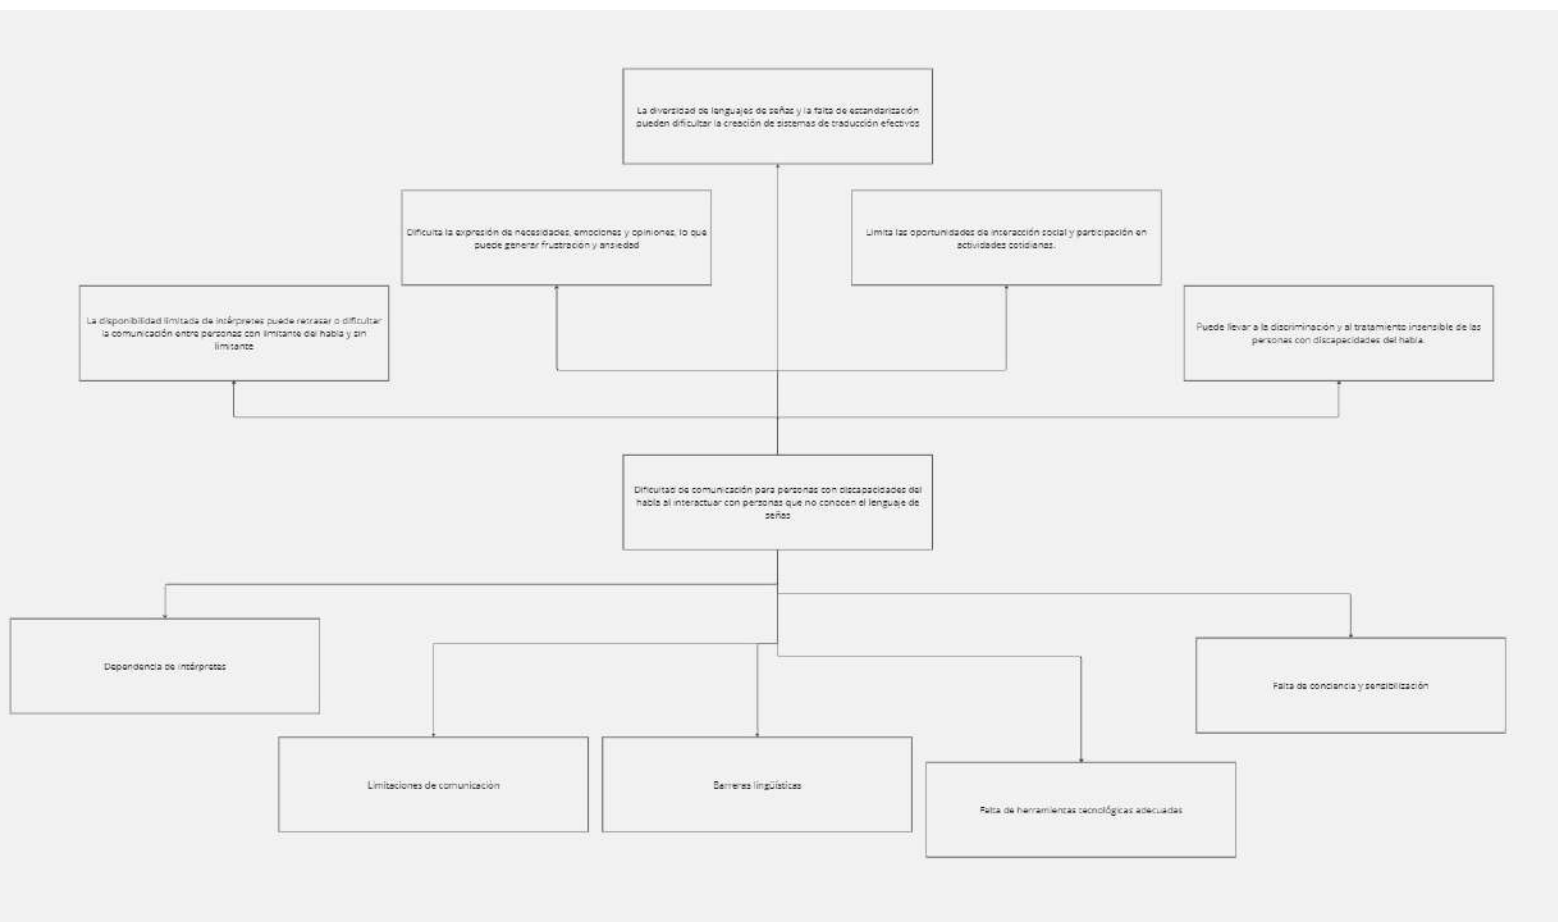 La diversidad de lenguajes de señas y la falta de estandarización
pueden dificultar la creación de sistemas de traducción efectivos
Dificulta la expresión de necesidades, emociones y opiniones, lo que
puede generar frustración y ansiedad
Limita las oportunidades de interacción social y participación en
actividades cotidianas.
La disponibilidad limitada de intérpretes puede retrasar o dificultar
la comunicación entre personas con limitante del habla y sin
limitante
Puede llevar a la discriminación y al tratamiento insensible de las
personas con discapacidades del habla.
Dificultad de comunicación para personas con discapacidades del
habla al interactuar con personas que no conocen el lenguaje de
señas
Dependencia de intérpretes
Falta de conciencia y sensibilización
Limitaciones de comunicación
Barreras lingüísticas
Falta de herramientas tecnológicas adecuadas